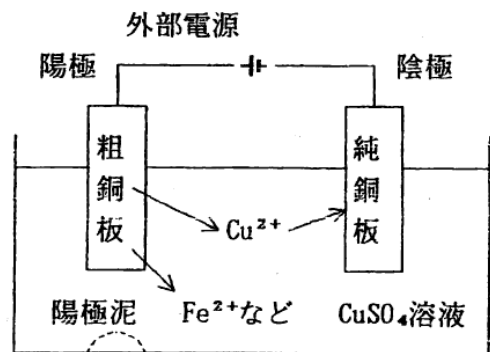 外部電源
陽極
陰極
粗銅板
純銅板
Cu²⁺
陽極泥
Fe²⁺など
CuSO₄溶液